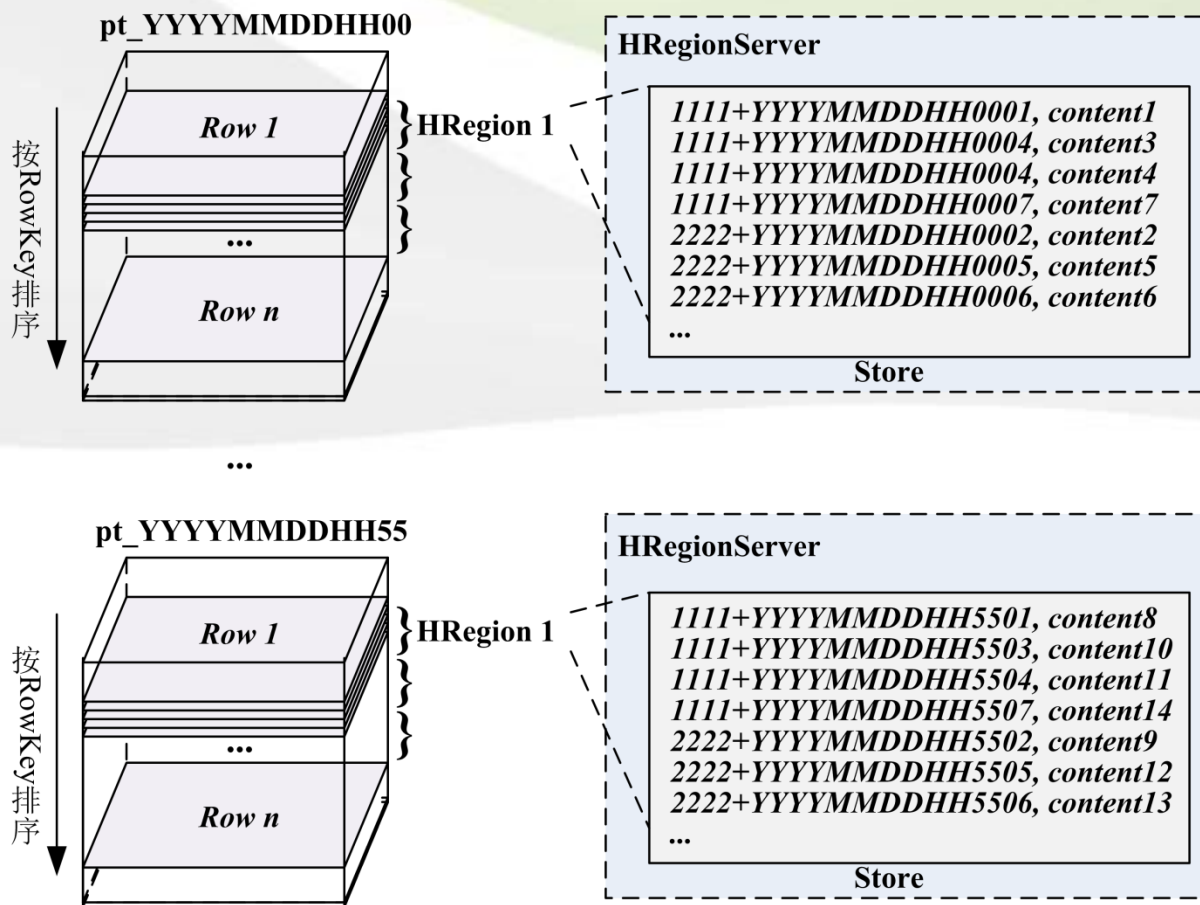 pt_YYYYMMDDHH00
按RowKey排序
Row 1
...
Row n
}HRegion 1
}
}
HRegionServer
1111+YYYYMMDDHH0001, content1
1111+YYYYMMDDHH0004, content3
1111+YYYYMMDDHH0004, content4
1111+YYYYMMDDHH0007, content7
2222+YYYYMMDDHH0002, content2
2222+YYYYMMDDHH0005, content5
2222+YYYYMMDDHH0006, content6
...
Store
...
pt_YYYYMMDDHH55
按RowKey排序
Row 1
...
Row n
}HRegion 1
}
}
HRegionServer
1111+YYYYMMDDHH5501, content8
1111+YYYYMMDDHH5503, content10
1111+YYYYMMDDHH5504, content11
1111+YYYYMMDDHH5507, content14
2222+YYYYMMDDHH5502, content9
2222+YYYYMMDDHH5505, content12
2222+YYYYMMDDHH5506, content13
...
Store